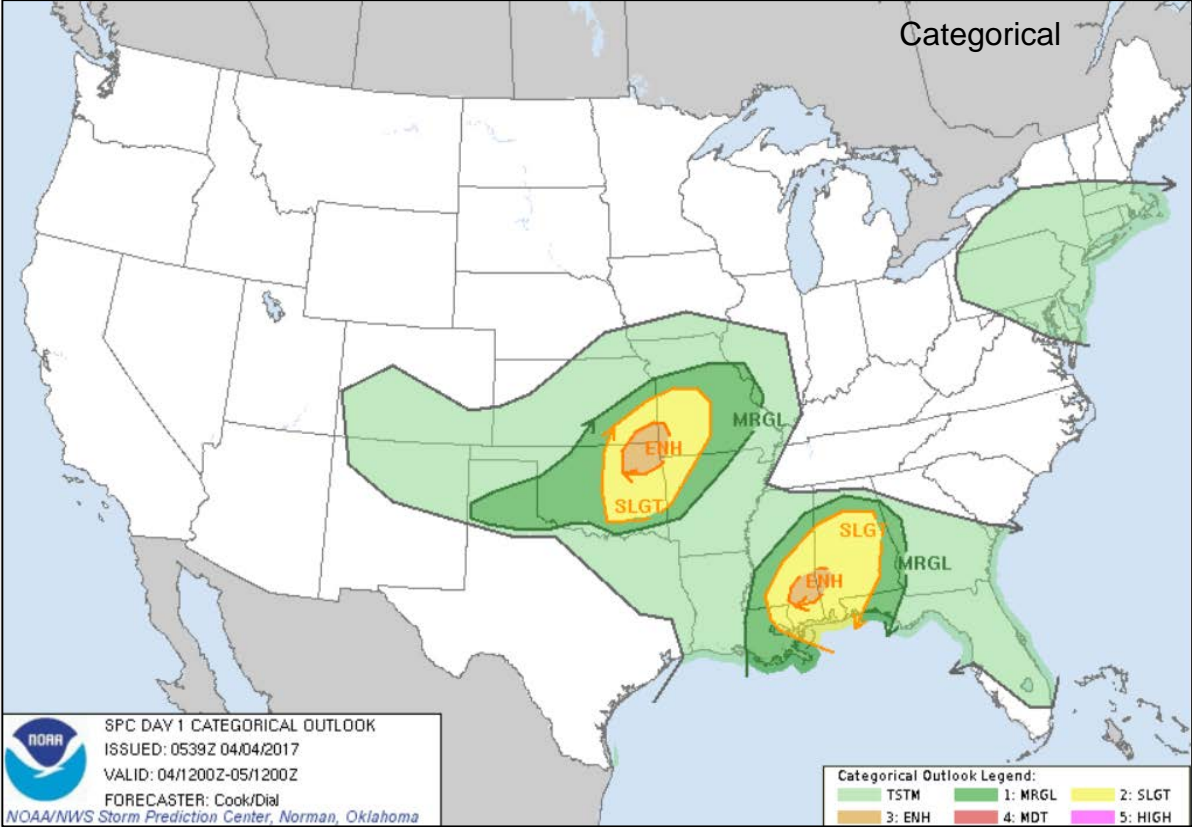 Categorical
MRGL
ENH
SLGT
SLGT
MRGL
ENH
NOAA
SPC DAY 1 CATEGORICAL OUTLOOK
ISSUED: 0539Z 04/04/2017
VALID: 04/1200Z-05/1200Z
FORECASTER: Cook/Dial
NOAA/NWS Storm Prediction Center, Norman, Oklahoma
Categorical Outlook Legend:
TSTM 1: MRGL 2: SLGT
3: ENH 4: MDT 5: HIGH